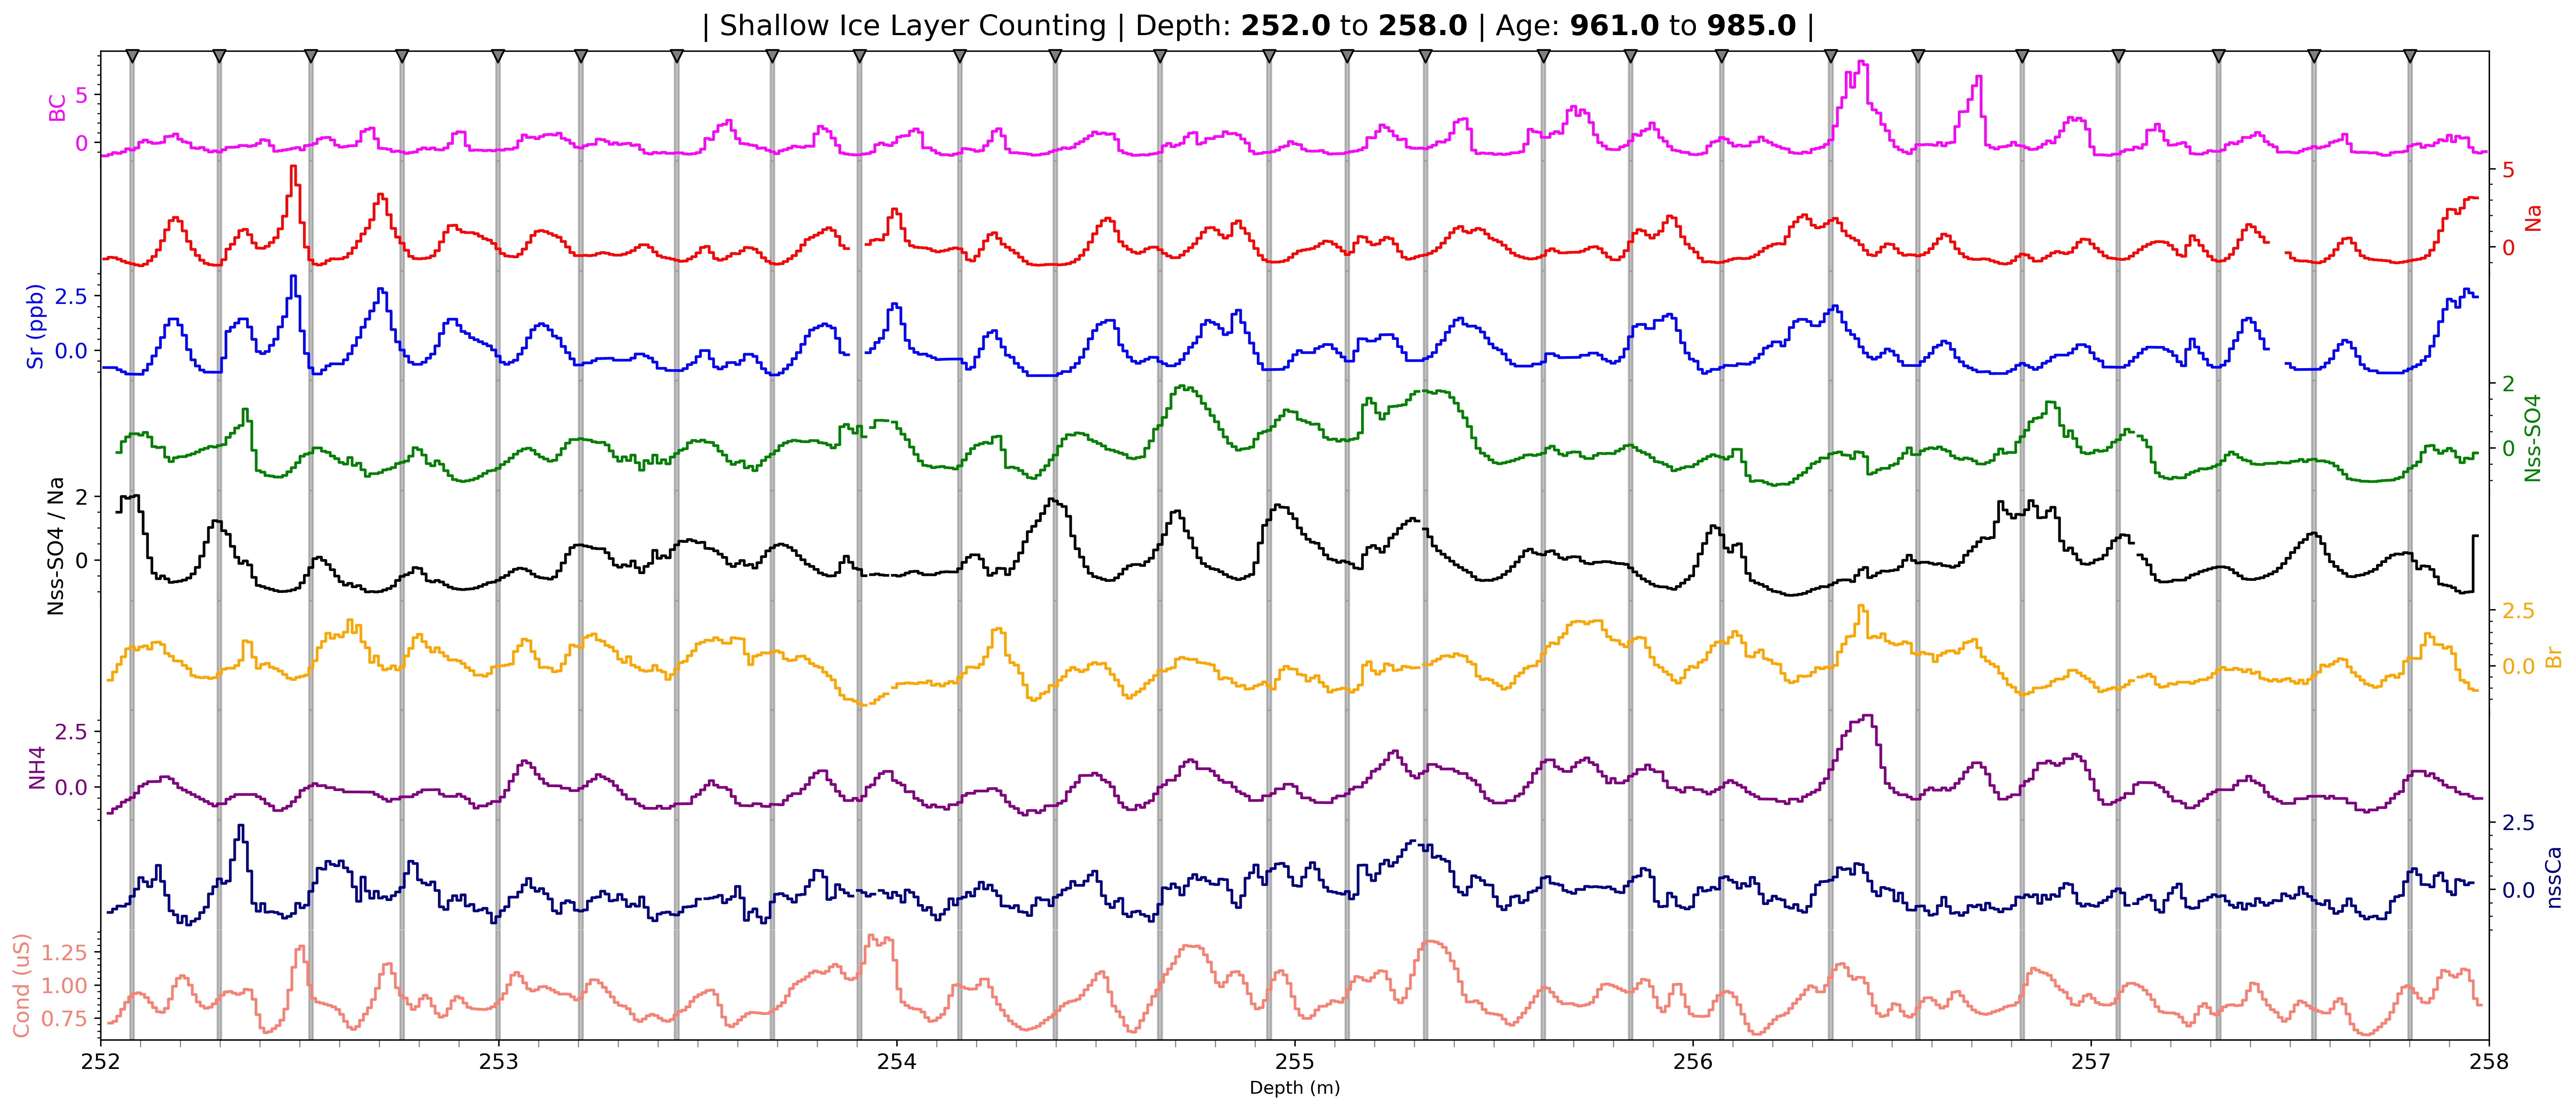 | Shallow Ice Layer Counting | Depth: 252.0 to 258.0 | Age: 961.0 to 985.0 |
BC
5
0
5
0
Na
Sr (ppb)
2.5
0.0
2
0
Nss-SO4
Nss-SO4 / Na
2
0
2.5
0.0
Br
NH4
2.5
0.0
2.5
0.0
nssCa
Cond (uS)
1.25
1.00
0.75
252 253 254 255 256 257 258
Depth (m)